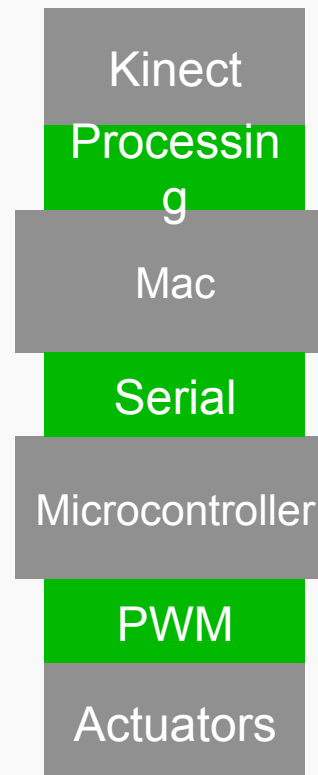 Kinect
Processin
g
Mac
Serial
Microcontroller
PWM
Actuators